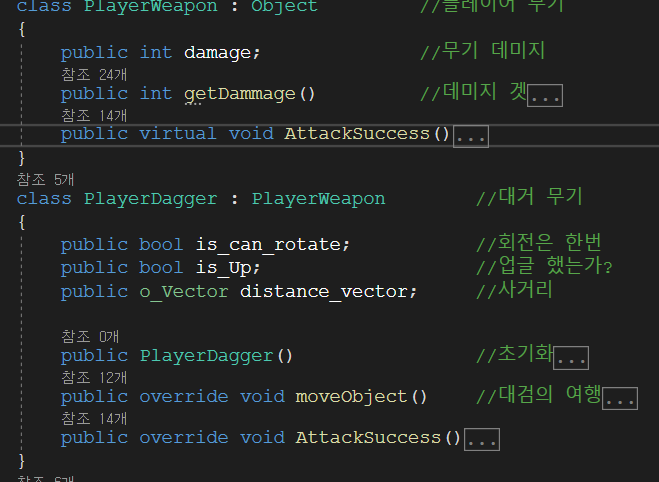 class PlayerWeapon : Object //플레이어 무기
{
public int damage; //무기 데미지
참조 24개
public int getDammage() //데미지 겟...
참조 14개
public virtual void AttackSuccess()...
}
참조 5개
class PlayerDagger : PlayerWeapon //대거 무기
{
public bool is_can_rotate; //회전은 한번
public bool is_Up; //업글 했는가?
public o_Vector distance_vector; //사거리
참조 0개
public PlayerDagger() //초기화...
참조 12개
public override void moveObject() //대검의 여행...
참조 14개
public override void AttackSuccess()...
}